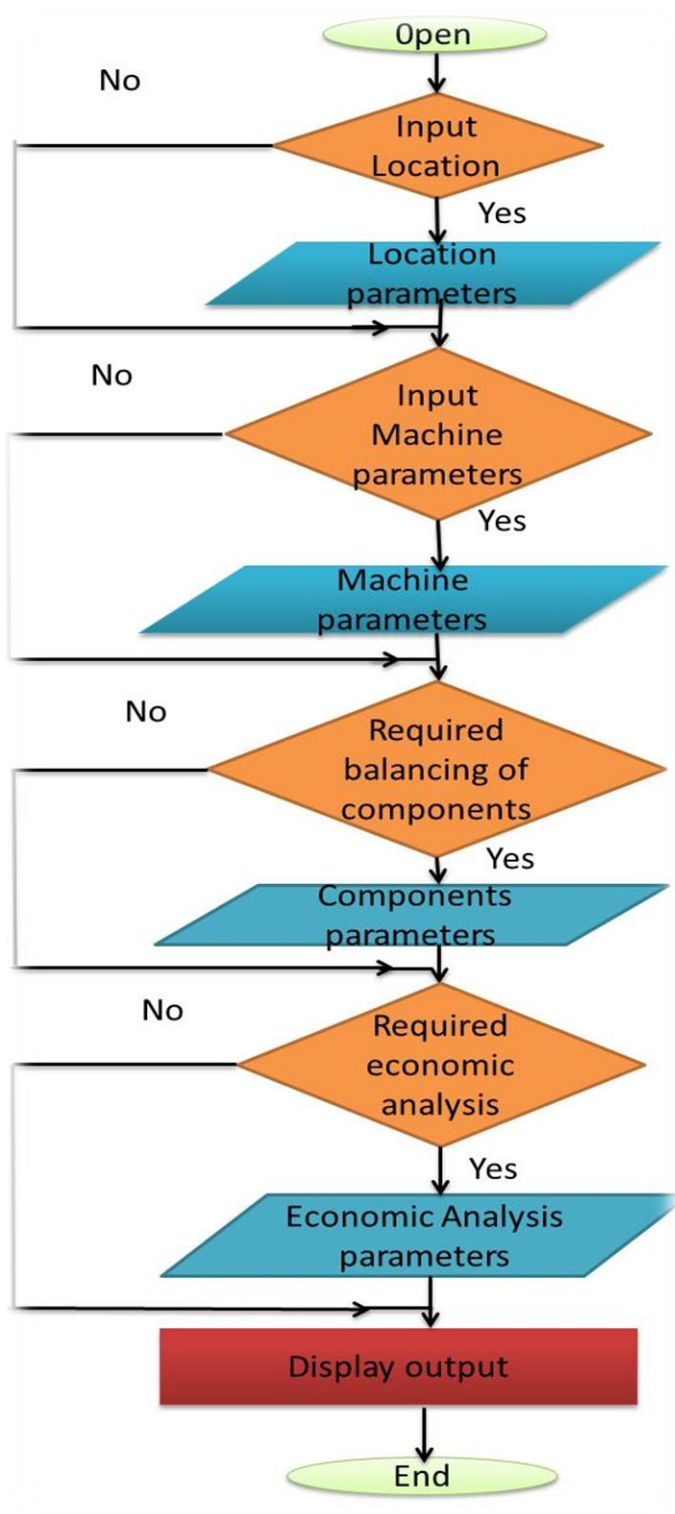 Open
No
Input
Location
Yes
Location
parameters
No
Input
Machine
parameters
Yes
Machine
parameters
No
Required
balancing of
components
Yes
Components
parameters
No
Required
economic
analysis
Yes
Economic Analysis
parameters
Display output
End